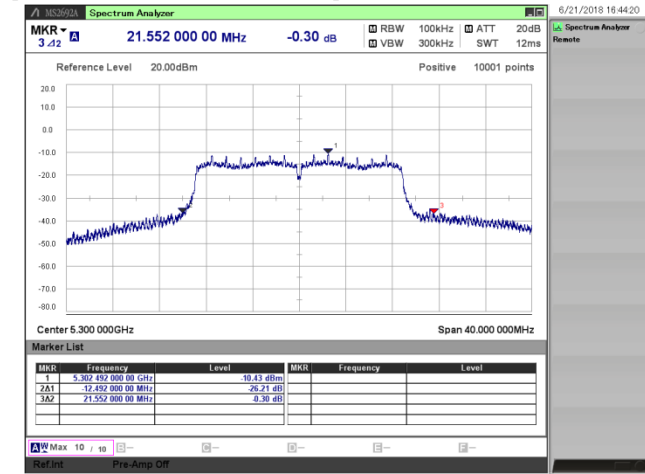 MS2692A Spectrum Analyzer
6/21/2018 16:44:20
MKR 3Δ2 A 21.552 000 00 MHz -0.30 dB
RBW 100kHz ATT 20dB
VBW 300kHz SWT 12ms
Spectrum Analyzer
Remote
Reference Level 20.00dBm Positive 10001 points
20.0
10.0
0.0
-10.0
-20.0
-30.0
-40.0
-50.0
-60.0
-70.0
-80.0
1
3
Center 5.300 000GHz Span 40.000 000MHz
Marker List
MKR Frequency Level MKR Frequency Level
1 5.302 492 000 00 GHz -10.43 dBm
2Δ1 -12.492 000 00 MHz -26.21 dB
3Δ2 21.552 000 00 MHz -0.30 dB
A W Max 10 / 10 B-- C-- D-- E-- F--
Ref.Int Pre-Amp Off